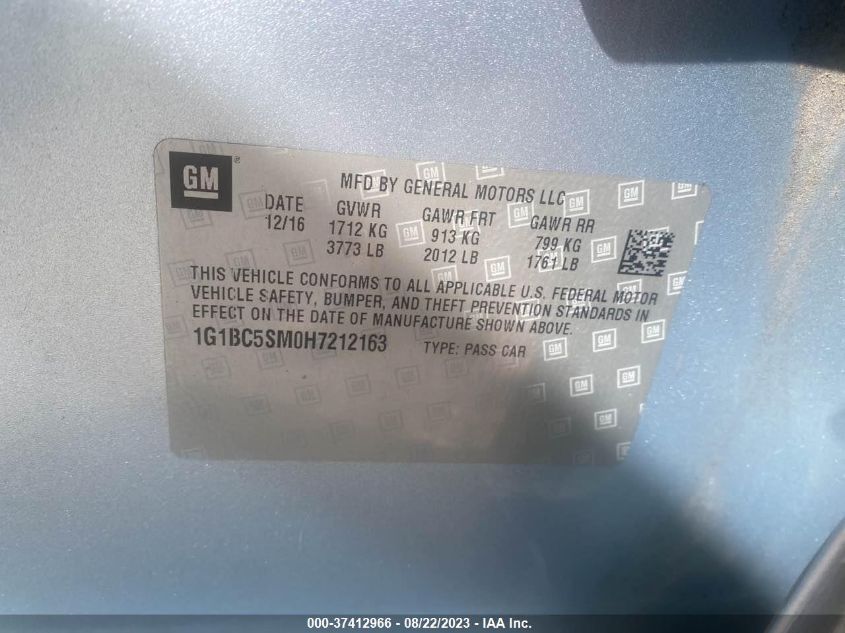 GM ®
MFD BY GENERAL MOTORS LLC
DATE GVWR GAWR FRT GAWR RR
12/16 1712 KG 913 KG 799 KG
3773 LB 2012 LB 1761 LB
THIS VEHICLE CONFORMS TO ALL APPLICABLE U.S. FEDERAL MOTOR
VEHICLE SAFETY, BUMPER, AND THEFT PREVENTION STANDARDS IN
EFFECT ON THE DATE OF MANUFACTURE SHOWN ABOVE.
1G1BC5SM0H7212163 TYPE: PASS CAR
000-37412966 - 08/22/2023 - IAA Inc.